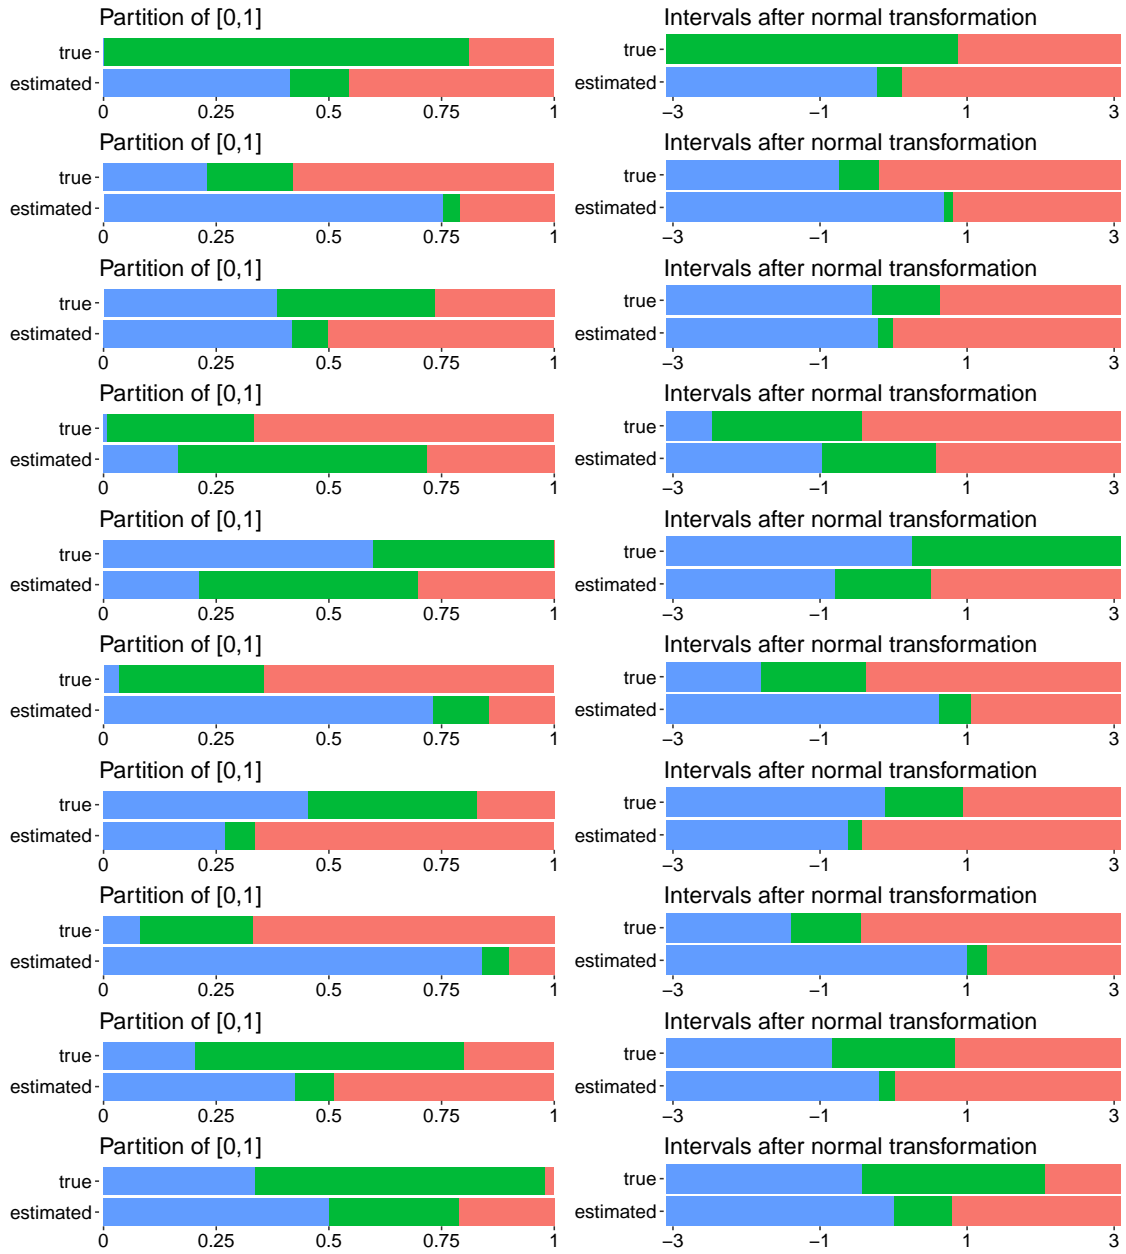 Partition of [0,1]
true
estimated
0 0.25 0.5 0.75 1
Intervals after normal transformation
true
estimated
−3 −1 1 3
Partition of [0,1]
true
estimated
0 0.25 0.5 0.75 1
Intervals after normal transformation
true
estimated
−3 −1 1 3
Partition of [0,1]
true
estimated
0 0.25 0.5 0.75 1
Intervals after normal transformation
true
estimated
−3 −1 1 3
Partition of [0,1]
true
estimated
0 0.25 0.5 0.75 1
Intervals after normal transformation
true
estimated
−3 −1 1 3
Partition of [0,1]
true
estimated
0 0.25 0.5 0.75 1
Intervals after normal transformation
true
estimated
−3 −1 1 3
Partition of [0,1]
true
estimated
0 0.25 0.5 0.75 1
Intervals after normal transformation
true
estimated
−3 −1 1 3
Partition of [0,1]
true
estimated
0 0.25 0.5 0.75 1
Intervals after normal transformation
true
estimated
−3 −1 1 3
Partition of [0,1]
true
estimated
0 0.25 0.5 0.75 1
Intervals after normal transformation
true
estimated
−3 −1 1 3
Partition of [0,1]
true
estimated
0 0.25 0.5 0.75 1
Intervals after normal transformation
true
estimated
−3 −1 1 3
Partition of [0,1]
true
estimated
0 0.25 0.5 0.75 1
Intervals after normal transformation
true
estimated
−3 −1 1 3